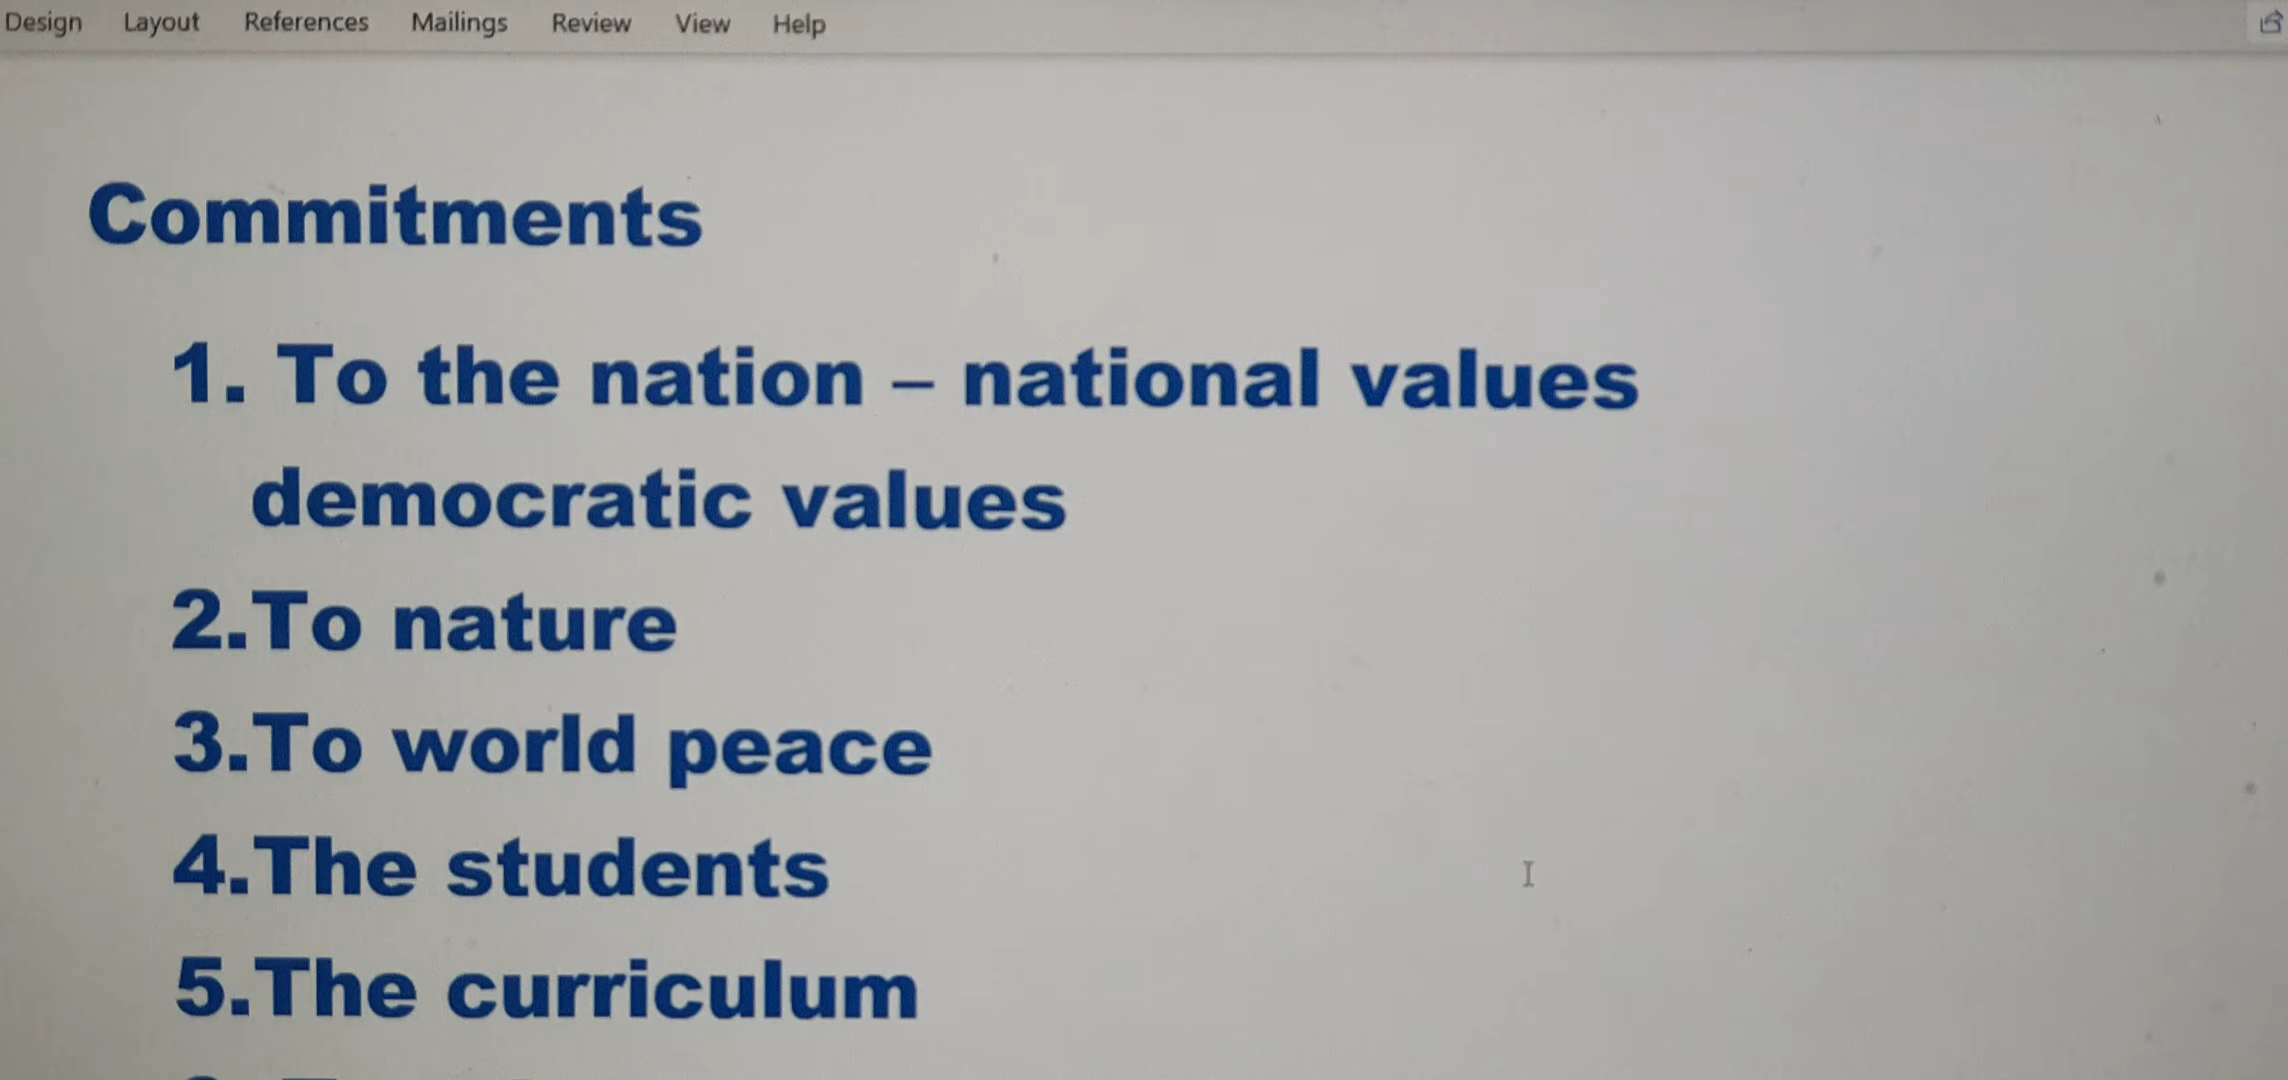 Design Layout References Mailings Review View Help
Commitments
1. To the nation – national values
democratic values
2.To nature
3.To world peace
4.The students
5.The curriculum